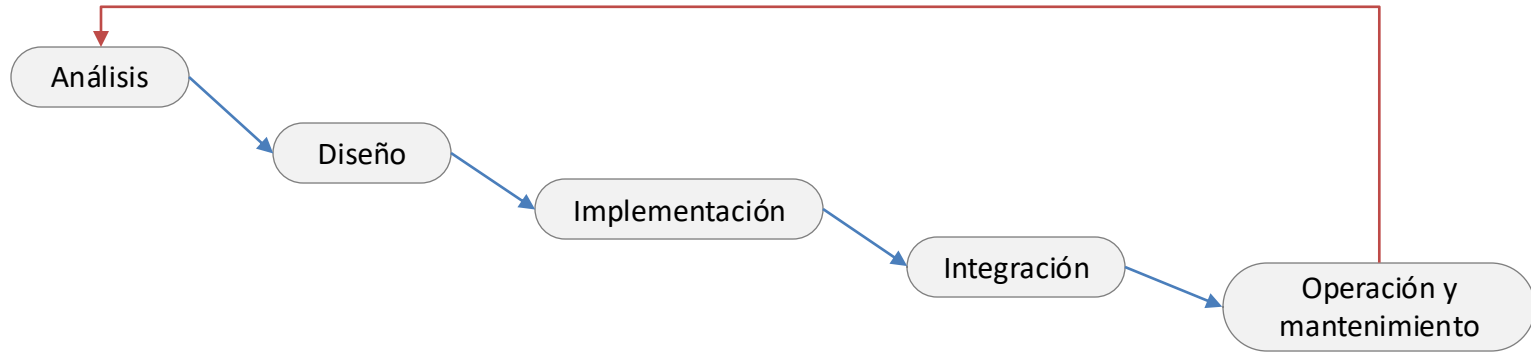 Análisis
Diseño
Implementación
Integración
Operación y
mantenimiento